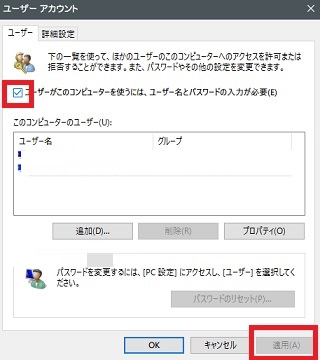 ユーザー アカウント
ユーザー 詳細設定
下の一覧を使って、ほかのユーザーのこのコンピューターへのアクセスを許可または
拒否することができます。また、パスワードやその他の設定を変更できます。
ユーザーがこのコンピューターを使うには、ユーザー名とパスワードの入力が必要(E)
このコンピューターのユーザー(U):
ユーザー名 グループ
追加(D)... 削除(R) プロパティ(O)
パスワードを変更するには、[PC 設定] にアクセスし、[ユーザー] を選択してく
ださい。
パスワードのリセット(P)...
OK キャンセル 適用(A)